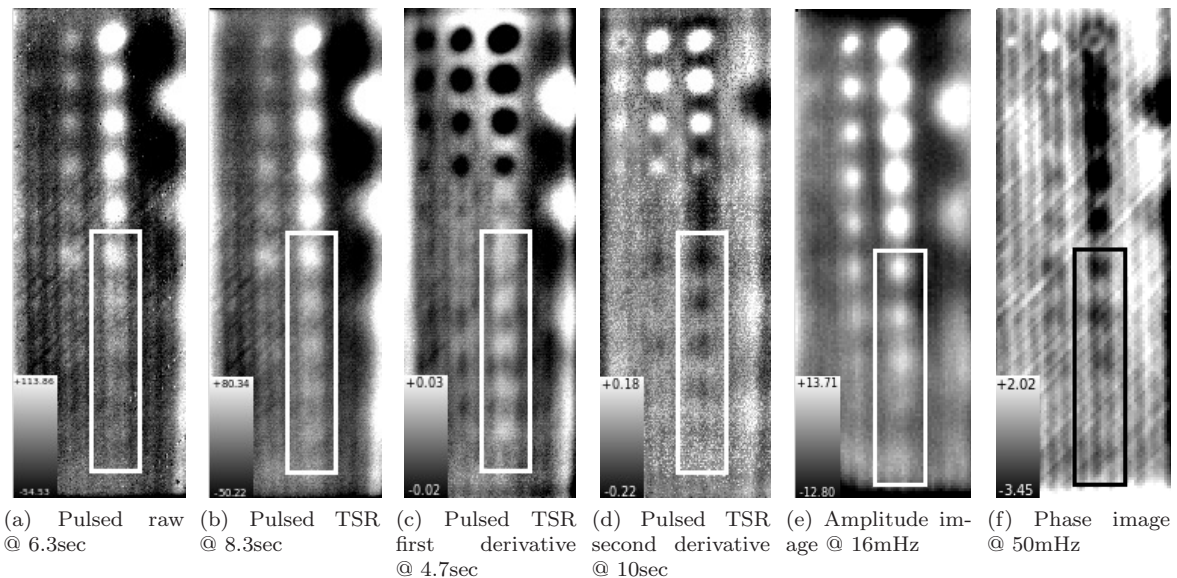 +113.86
-54.53
+80.34
-50.22
+0.03
-0.02
+0.18
-0.22
+13.71
-12.80
+2.02
-3.45
(a) Pulsed raw
@ 6.3sec
(b) Pulsed TSR
@ 8.3sec
(c) Pulsed TSR
first derivative
@ 4.7sec
(d) Pulsed TSR
second derivative
@ 10sec
(e) Amplitude im-
age @ 16mHz
(f) Phase image
@ 50mHz